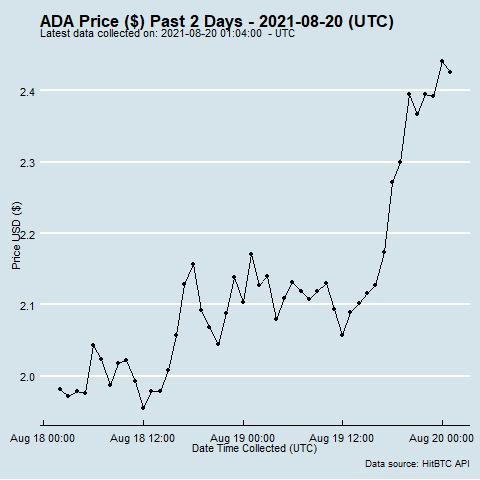 ADA Price ($) Past 2 Days - 2021-08-20 (UTC)
Latest data collected on: 2021-08-20 01:04:00 - UTC
Price USD ($)
2.4
2.3
2.2
2.1
2.0
Aug 18 00:00 Aug 18 12:00 Aug 19 00:00 Aug 19 12:00 Aug 20 00:00
Date Time Collected (UTC)
Data source: HitBTC API